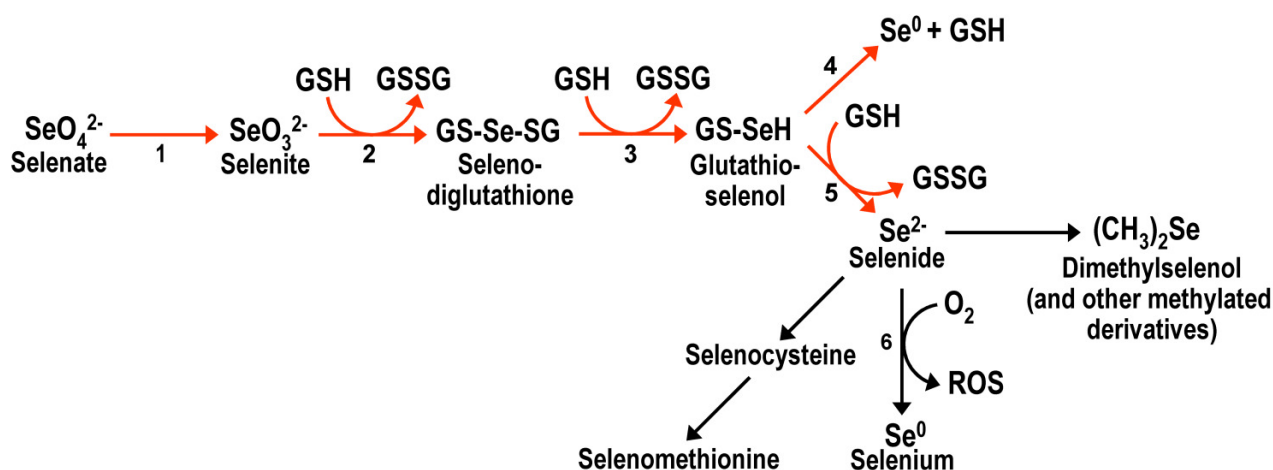 Se⁰ + GSH
4
GSH GSSG
GSH GSSG
GSH
SeO₄²⁻
SeO₃²⁻
GS-Se-SG
GS-SeH
Selenate
1
Selenite
2
Seleno-
diglutathione
3
Glutathio-
selenol
5
GSSG
Se²⁻
Selenide
(CH₃)₂Se
Dimethylselenol
(and other methylated
derivatives)
O₂
6
ROS
Selenocysteine
Selenomethionine
Se⁰
Selenium